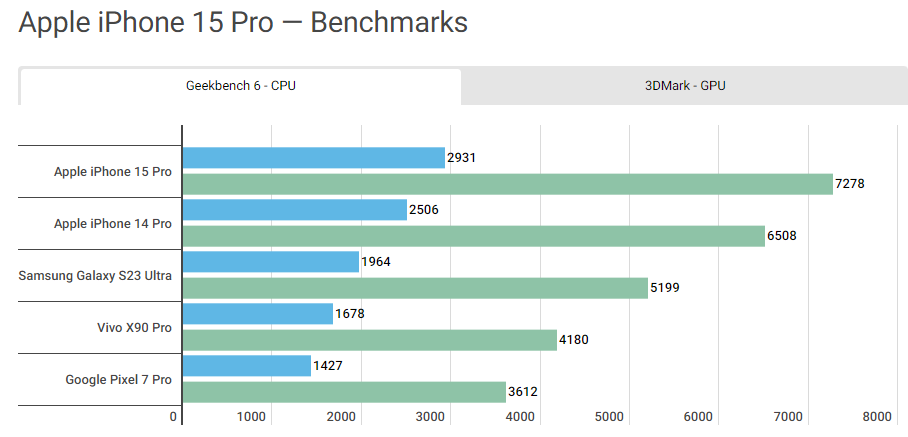 Apple iPhone 15 Pro — Benchmarks
Geekbench 6 - CPU
3DMark - GPU
Apple iPhone 15 Pro
2931
7278
Apple iPhone 14 Pro
2506
6508
Samsung Galaxy S23 Ultra
1964
5199
Vivo X90 Pro
1678
4180
Google Pixel 7 Pro
1427
3612
0 1000 2000 3000 4000 5000 6000 7000 8000